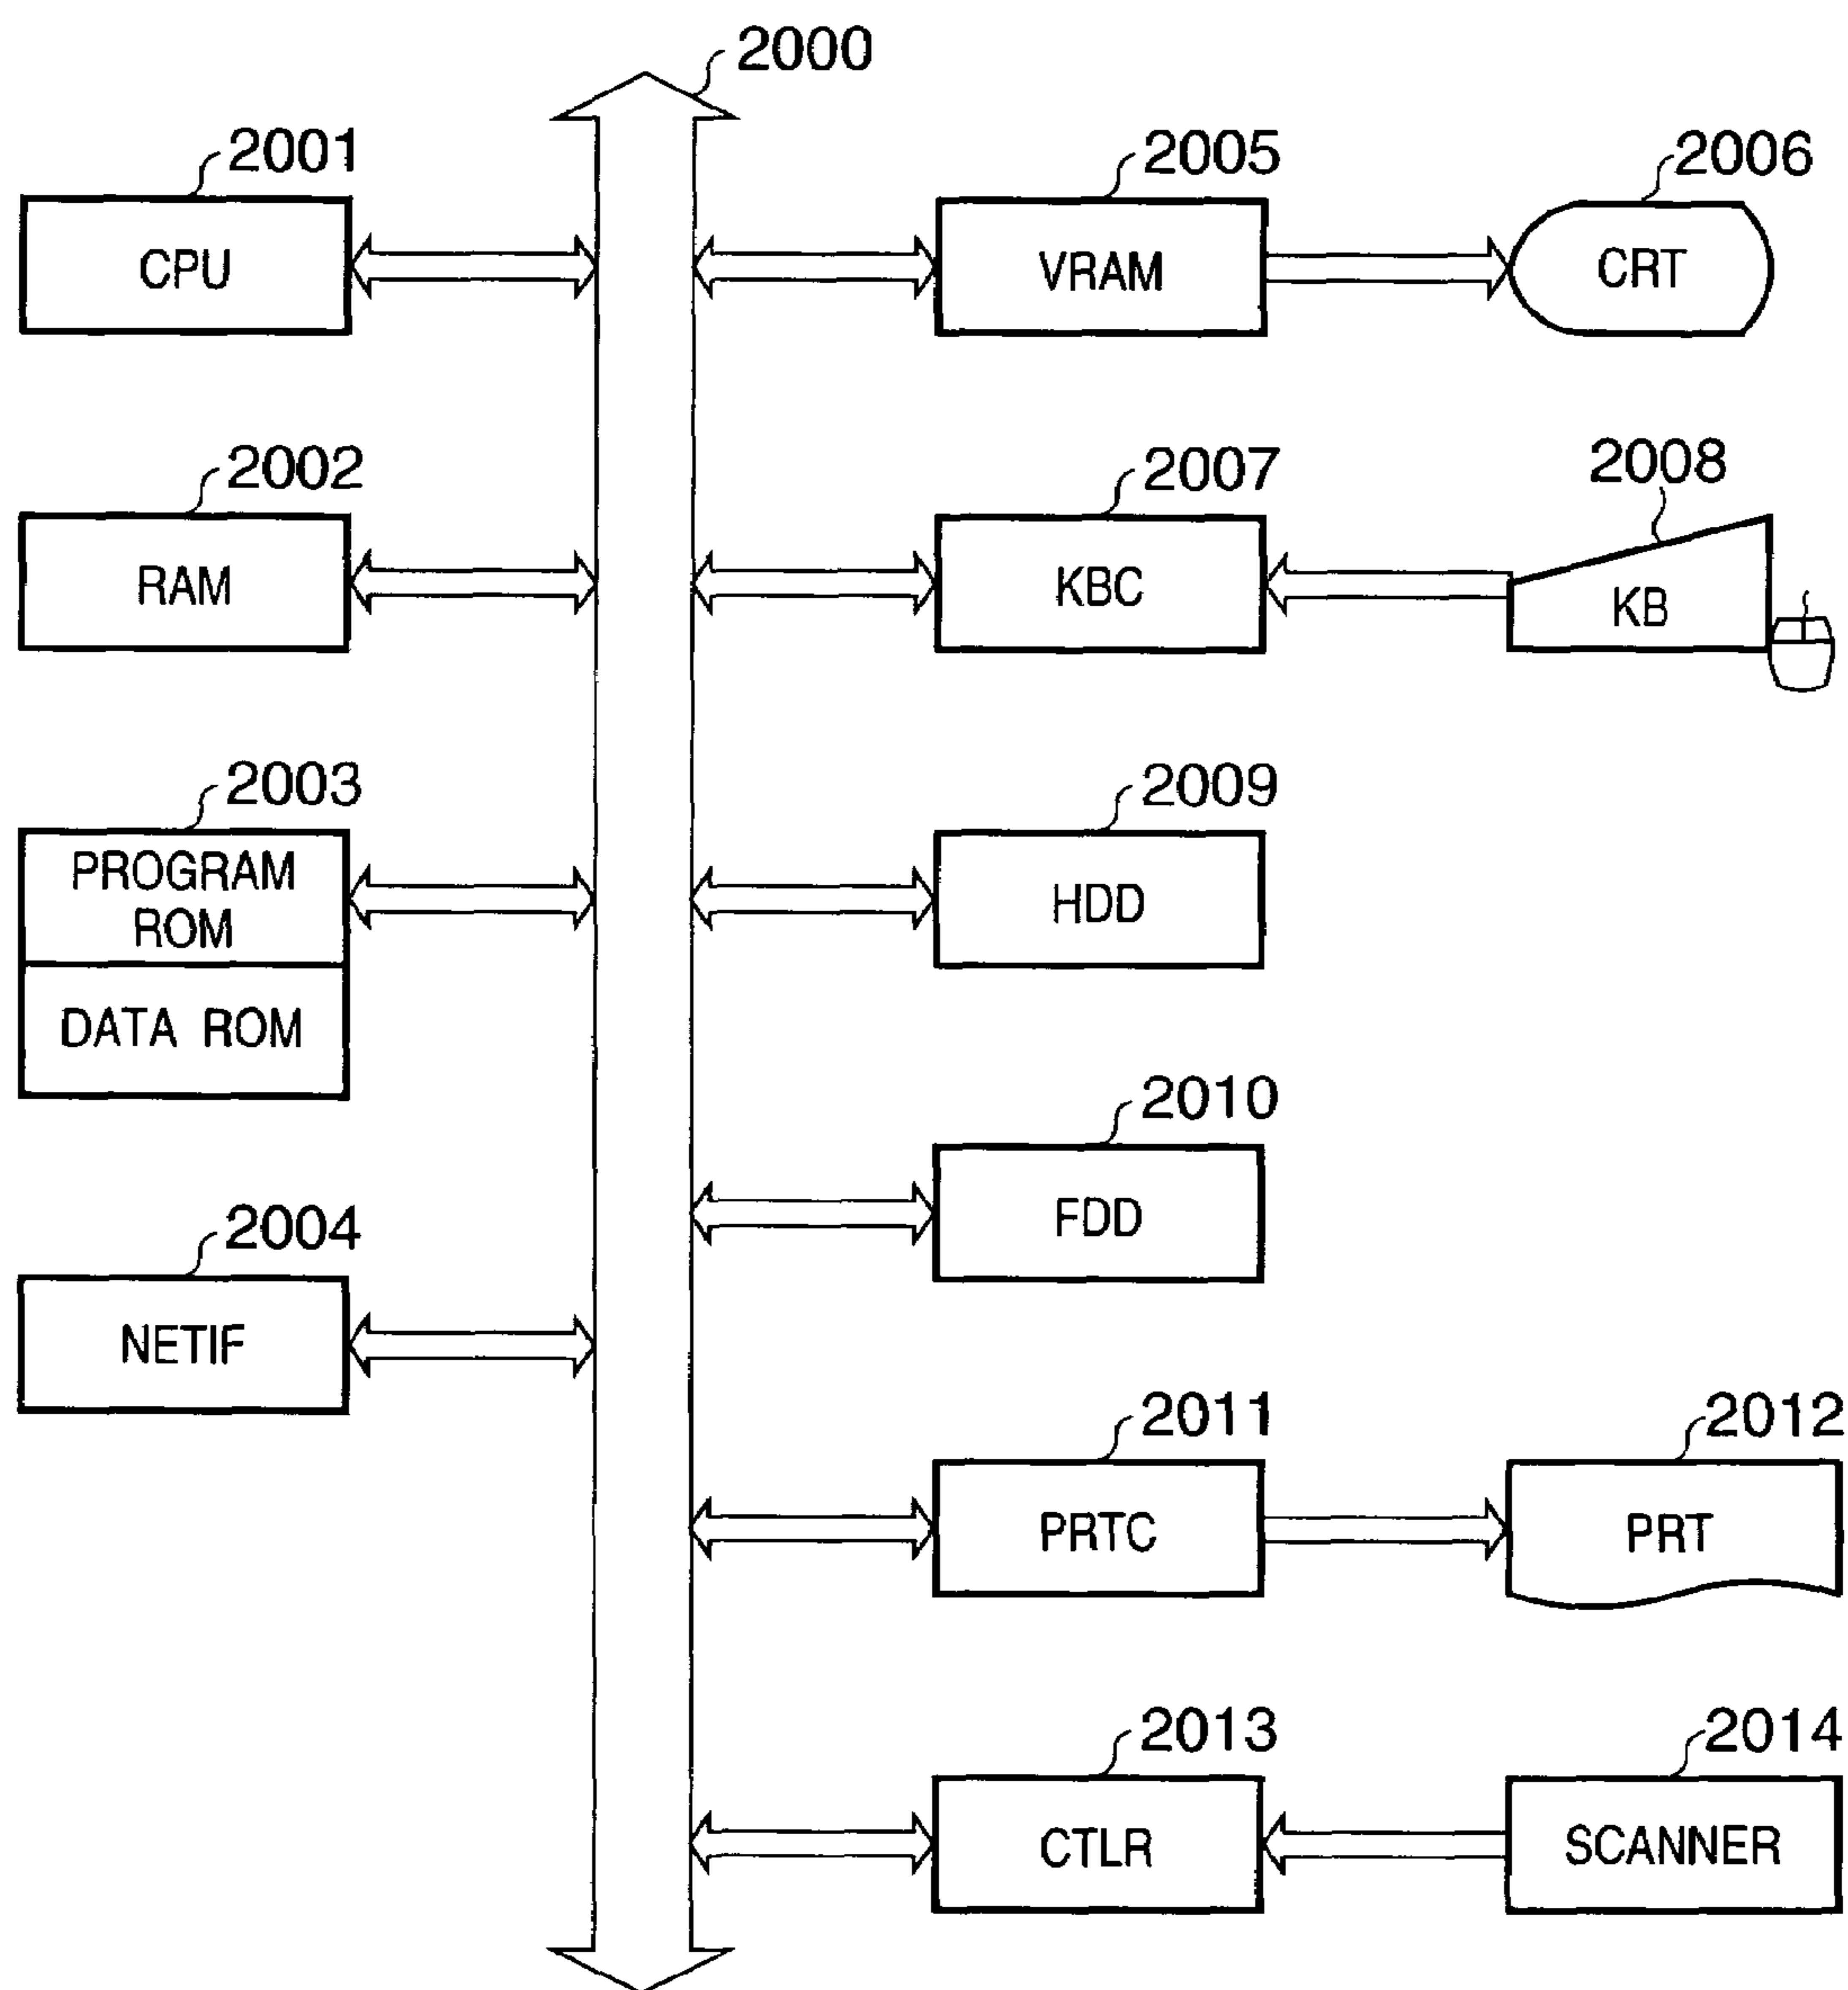 2000
2001
CPU
2005
VRAM
2006
CRT
2002
RAM
2007
KBC
2008
KB
2003
PROGRAM
ROM
DATA ROM
2009
HDD
2010
FDD
2004
NETIF
2011
PRTC
2012
PRT
2013
CTLR
2014
SCANNER